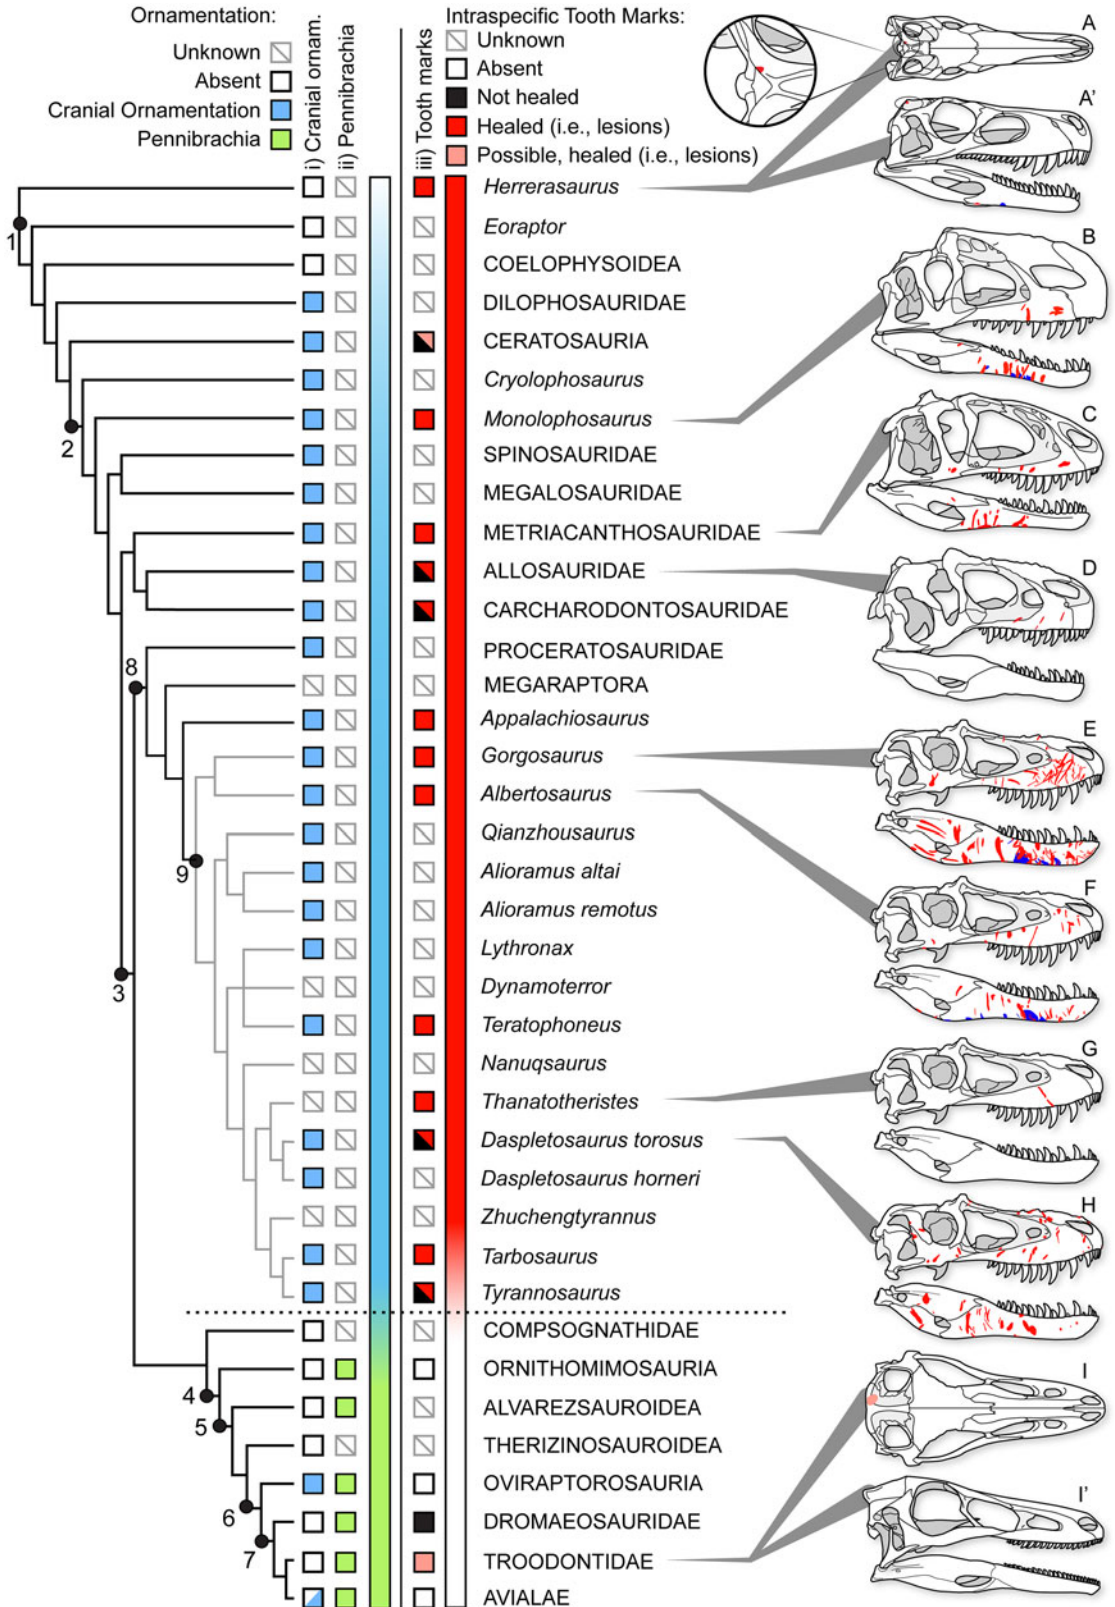 Ornamentation:
Unknown
Absent
Cranial Ornamentation
Pennibrachia
i) Cranial ornam.
ii) Pennibrachia
iii) Tooth marks
Intraspecific Tooth Marks:
Unknown
Absent
Not healed
Healed (i.e., lesions)
Possible, healed (i.e., lesions)
Herrerasaurus
Eoraptor
COELOPHYSOIDEA
DILOPHOSAURIDAE
CERATOSAURIA
Cryolophosaurus
Monolophosaurus
SPINOSAURIDAE
MEGALOSAURIDAE
METRIACANTHOSAURIDAE
ALLOSAURIDAE
CARCHARODONTOSAURIDAE
PROCERATOSAURIDAE
MEGARAPTORA
Appalachiosaurus
Gorgosaurus
Albertosaurus
Qianzhousaurus
Alioramus altai
Alioramus remotus
Lythronax
Dynamoterror
Teratophoneus
Nanuqsaurus
Thanatotheristes
Daspletosaurus torosus
Daspletosaurus horneri
Zhuchengtyrannus
Tarbosaurus
Tyrannosaurus
COMPSOGNATHIDAE
ORNITHOMIMOSAURIA
ALVAREZSAUROIDEA
THERIZINOSAUROIDEA
OVIRAPTOROSAURIA
DROMAEOSAURIDAE
TROODONTIDAE
AVIALAE
1
2
8
9
3
4
5
6
7
A
A'
B
C
D
E
F
G
H
I
I'